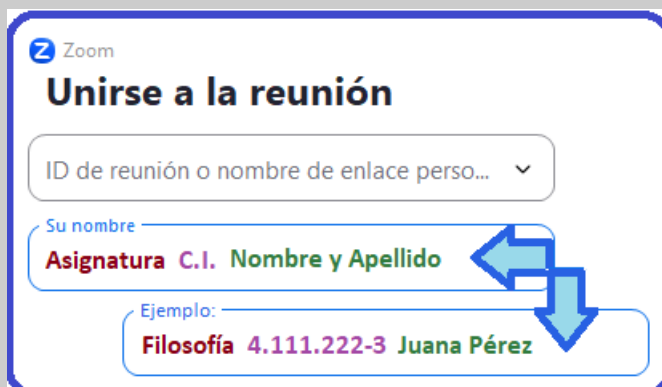 Zoom
Unirse a la reunión
ID de reunión o nombre de enlace perso...
Su nombre
Asignatura C.I. Nombre y Apellido
Ejemplo:
Filosofía 4.111.222-3 Juana Pérez